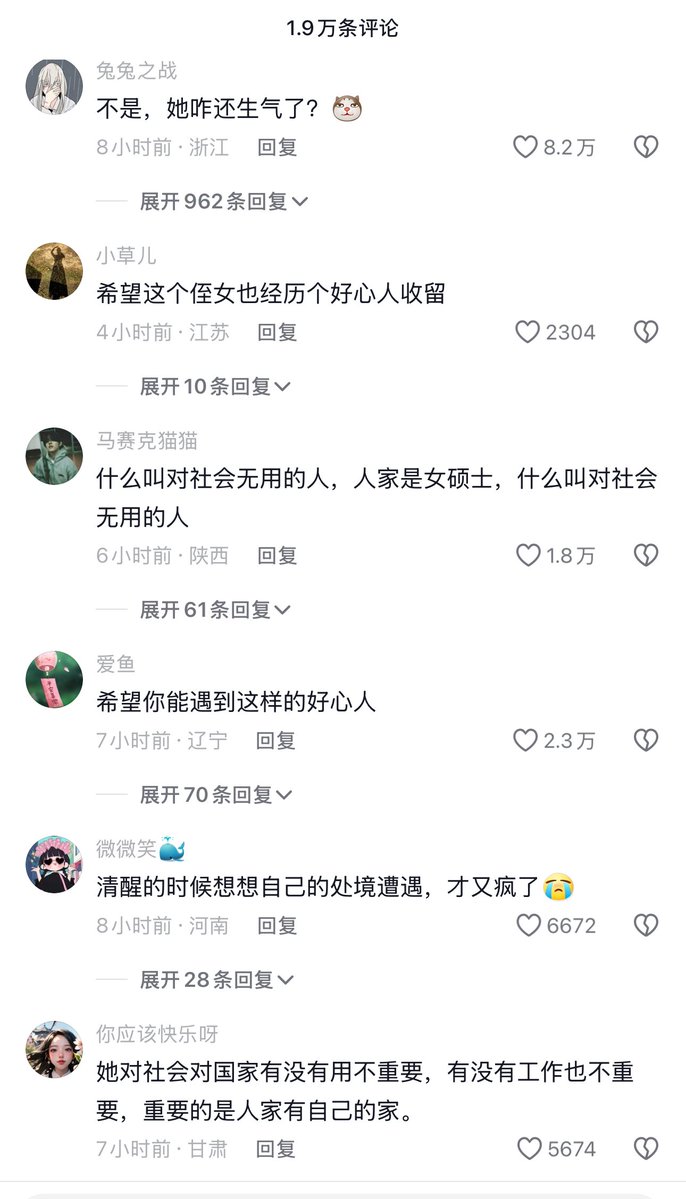 1.9万条评论
兔兔之战
不是，她咋还生气了？
8小时前 · 浙江 回复 8.2万
展开962条回复
小草儿
希望这个侄女也经历个好心人收留
4小时前 · 江苏 回复 2304
展开10条回复
马赛克猫猫
什么叫对社会无用的人，人家是女硕士，什么叫对社会
无用的人
6小时前 · 陕西 回复 1.8万
展开61条回复
爱鱼
希望你能遇到这样的好心人
7小时前 · 辽宁 回复 2.3万
展开70条回复
微微笑🐳
清醒的时候想想自己的处境遭遇，才又疯了😭
8小时前 · 河南 回复 6672
展开28条回复
你应该快乐呀
她对社会对国家有没有用不重要，有没有工作也不重
要，重要的是人家有自己的家。
7小时前 · 甘肃 回复 5674